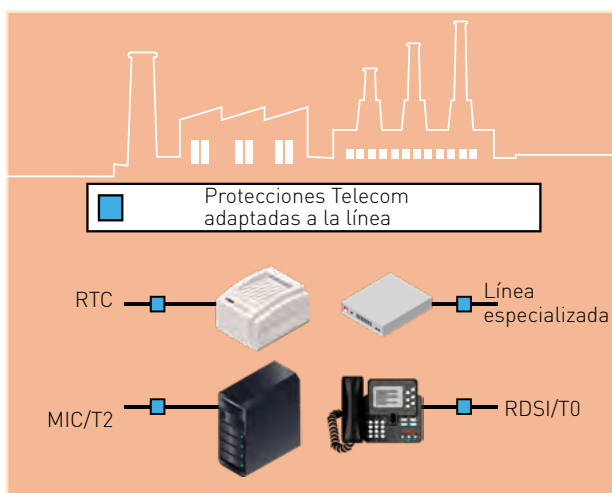 Protecciones Telecom
adaptadas a la línea
RTC
Línea
especializada
MIC/T2
RDSI/T0